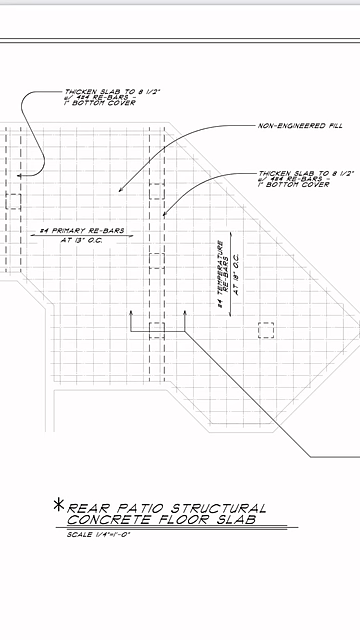 THICKEN SLAB TO 8 1/2"
w/ 4#4 RE-BARS -
1" BOTTOM COVER
NON-ENGINEERED FILL
THICKEN SLAB TO 8 1/2"
w/ 4#4 RE-BARS -
1" BOTTOM COVER
#4 PRIMARY RE-BARS
AT 13" O.C.
#4 TEMPERATURE
RE-BARS
AT 18" O.C.
*REAR PATIO STRUCTURAL
CONCRETE FLOOR SLAB
SCALE 1/4"=1'-0"